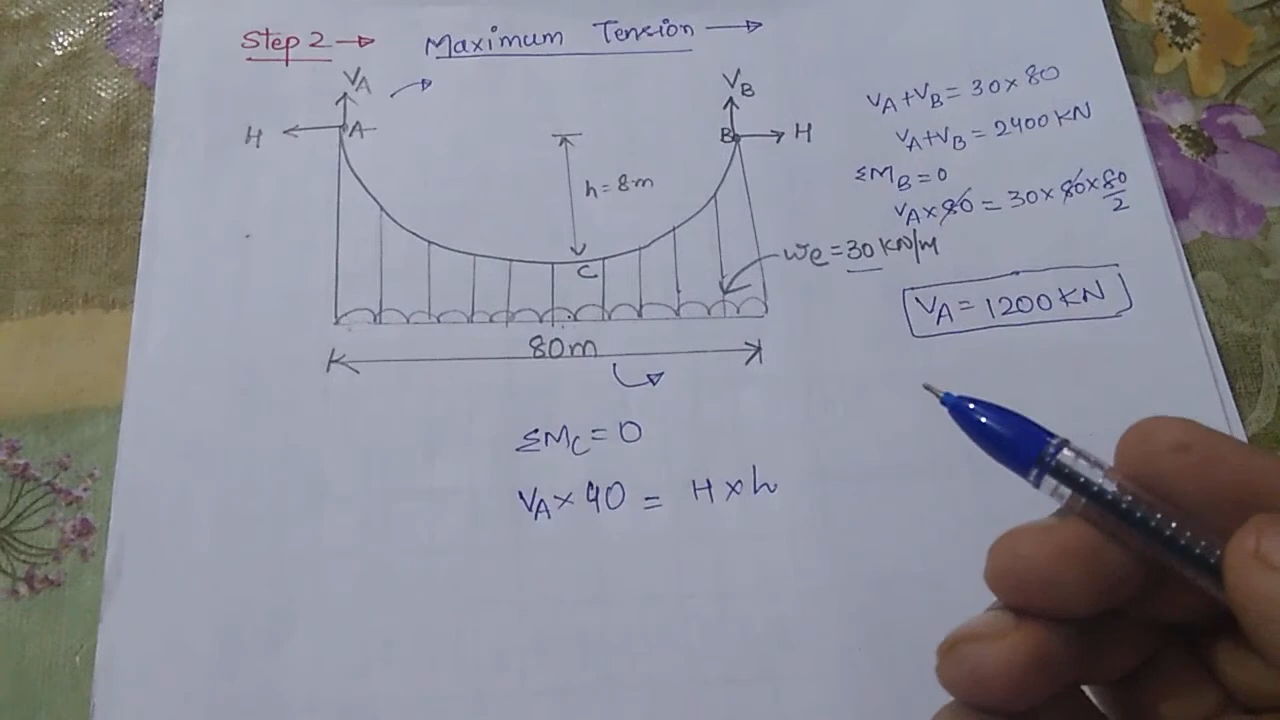 Step 2 → Maximum Tension →
VA
VB
H
A
B
H
h = 8m
C
we = 30 KN/m
80m
VA + VB = 30 × 80
VA + VB = 2400 KN
ΣMB = 0
VA × 80 = 30 × 80 × 80/2
VA = 1200 KN
ΣMC = 0
VA × 40 = H × h